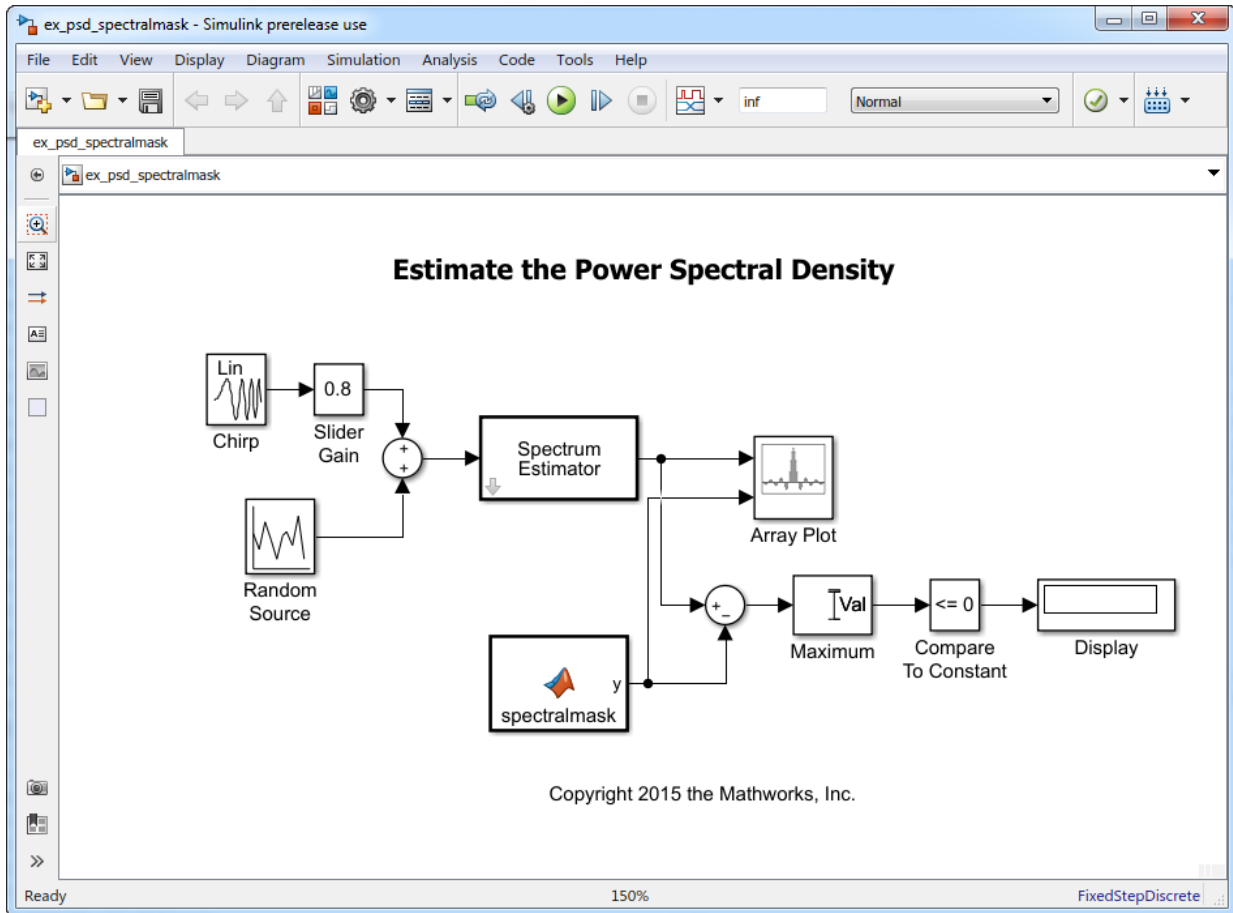 ex_psd_spectralmask - Simulink prerelease use
File Edit View Display Diagram Simulation Analysis Code Tools Help
inf
Normal
ex_psd_spectralmask
ex_psd_spectralmask
Estimate the Power Spectral Density
Lin
Chirp
0.8
Slider
Gain
+
+
Spectrum
Estimator
Array Plot
Random
Source
+
−
Val
Maximum
<= 0
Compare
To Constant
Display
y
spectralmask
Copyright 2015 the Mathworks, Inc.
Ready
150%
FixedStepDiscrete